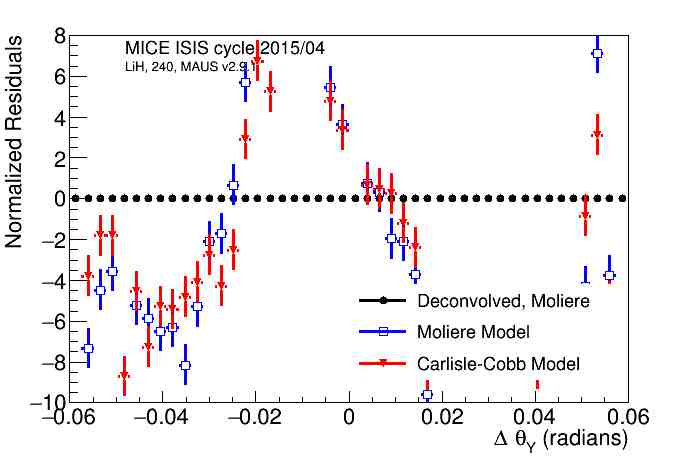 MICE ISIS cycle 2015/04
LiH, 240, MAUS v2.9.1
Normalized Residuals
8
6
4
2
0
−2
−4
−6
−8
−10
Deconvolved, Moliere
Moliere Model
Carlisle-Cobb Model
−0.06 −0.04 −0.02 0 0.02 0.04 0.06
Δ θY (radians)